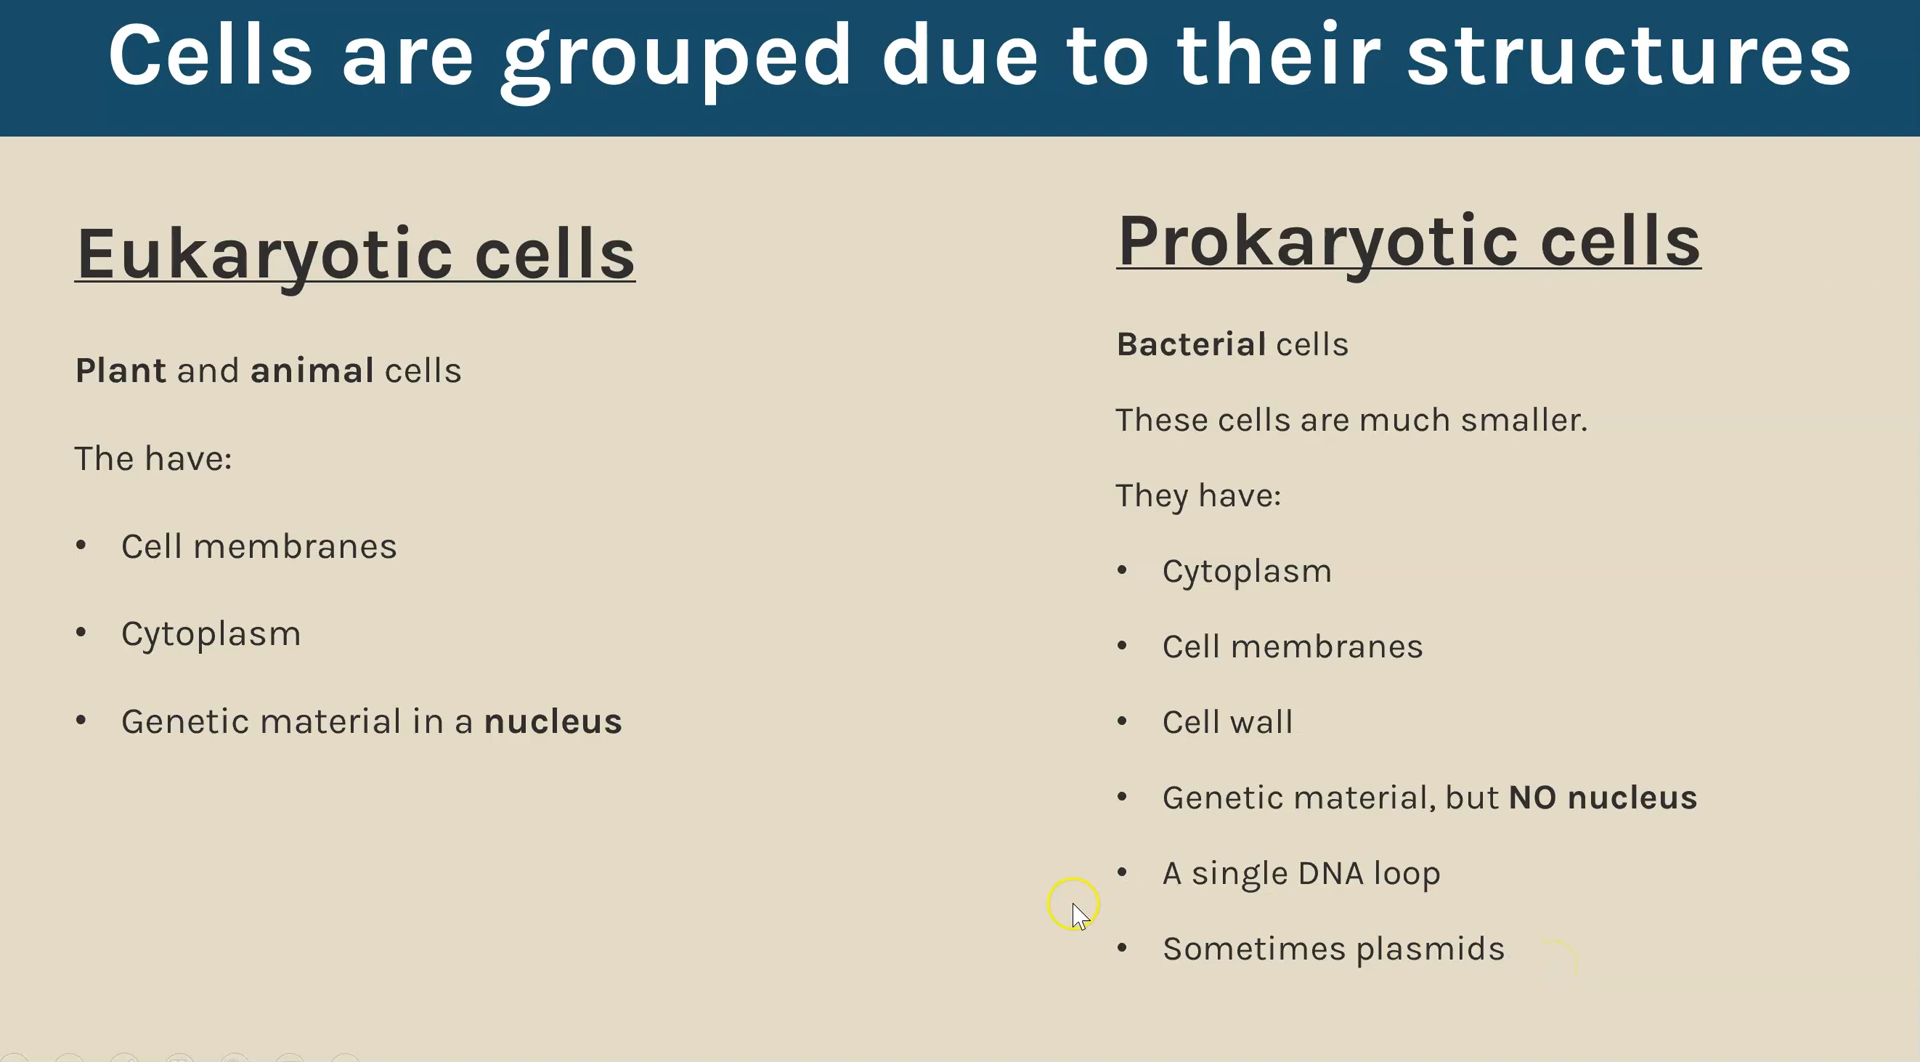 Cells are grouped due to their structures
Eukaryotic cells
Plant and animal cells
The have:
• Cell membranes
• Cytoplasm
• Genetic material in a nucleus
Prokaryotic cells
Bacterial cells
These cells are much smaller.
They have:
• Cytoplasm
• Cell membranes
• Cell wall
• Genetic material, but NO nucleus
• A single DNA loop
• Sometimes plasmids